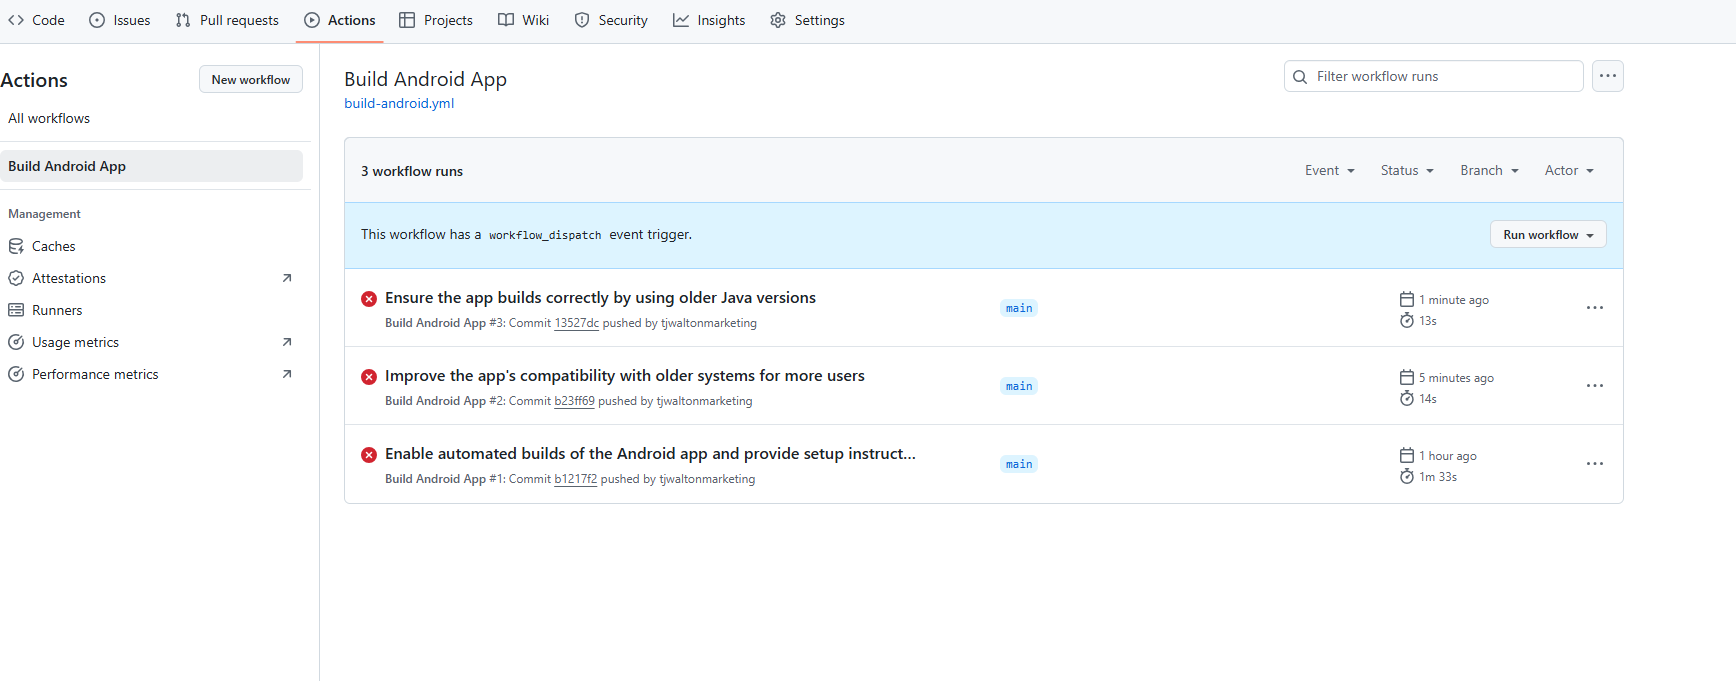 Code Issues Pull requests Actions Projects Wiki Security Insights Settings
Actions
New workflow
All workflows
Build Android App
Management
Caches
Attestations
Runners
Usage metrics
Performance metrics
Build Android App
build-android.yml
Filter workflow runs
3 workflow runs
Event Status Branch Actor
This workflow has a workflow_dispatch event trigger.
Run workflow
Ensure the app builds correctly by using older Java versions
Build Android App #3: Commit 13527dc pushed by tjwaltonmarketing
main
1 minute ago
13s
Improve the app's compatibility with older systems for more users
Build Android App #2: Commit b23ff69 pushed by tjwaltonmarketing
main
5 minutes ago
14s
Enable automated builds of the Android app and provide setup instruct...
Build Android App #1: Commit b1217f2 pushed by tjwaltonmarketing
main
1 hour ago
1m 33s